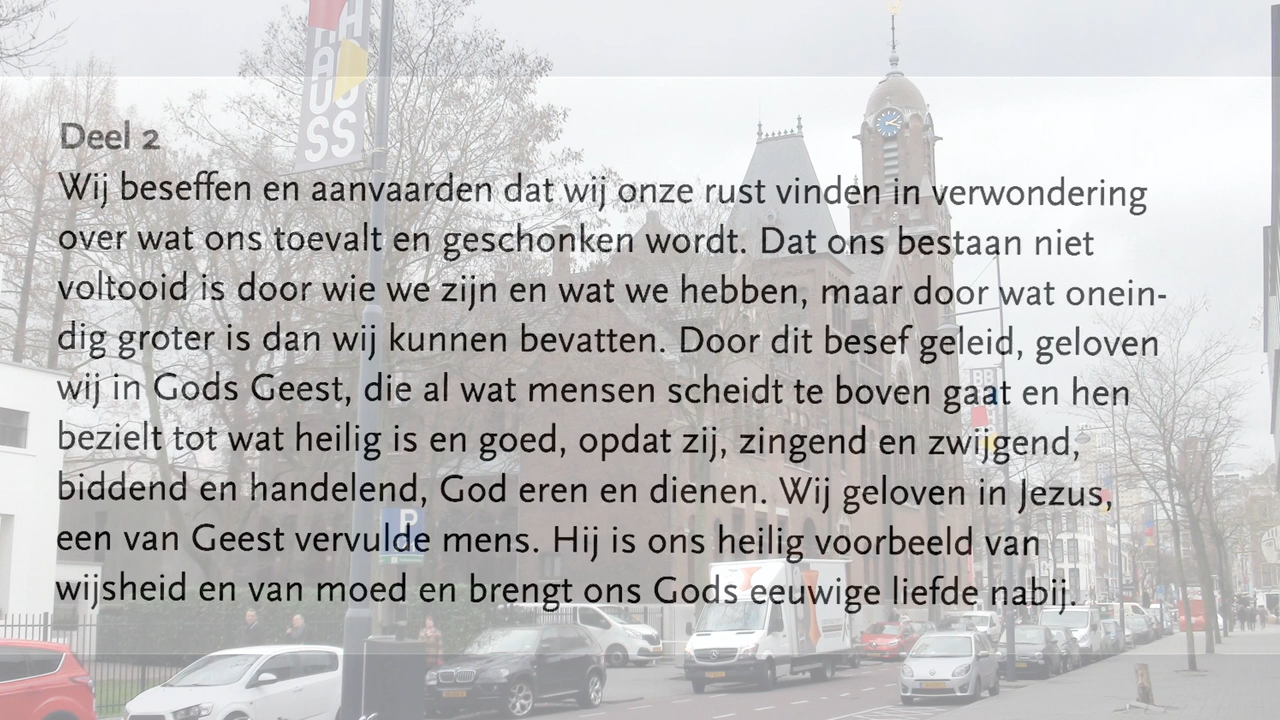 HAUSS
Deel 2
Wij beseffen en aanvaarden dat wij onze rust vinden in verwondering
over wat ons toevalt en geschonken wordt. Dat ons bestaan niet
voltooid is door wie we zijn en wat we hebben, maar door wat onein-
dig groter is dan wij kunnen bevatten. Door dit besef geleid, geloven
wij in Gods Geest, die al wat mensen scheidt te boven gaat en hen
bezielt tot wat heilig is en goed, opdat zij, zingend en zwijgend,
biddend en handelend, God eren en dienen. Wij geloven in Jezus,
een van Geest vervulde mens. Hij is ons heilig voorbeeld van
wijsheid en van moed en brengt ons Gods eeuwige liefde nabij.
P